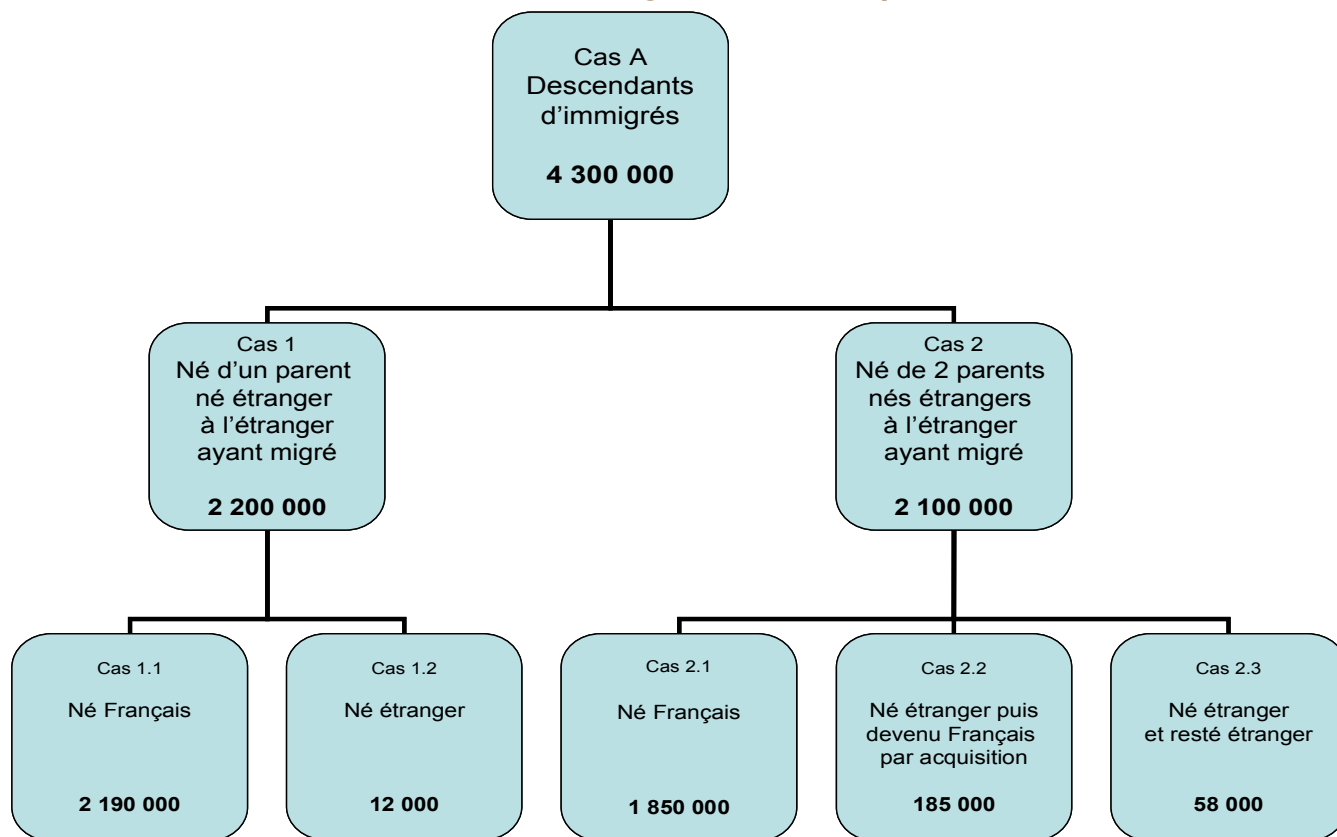 Cas A
Descendants
d'immigrés
4 300 000
Cas 1
Né d'un parent
né étranger
à l'étranger
ayant migré
2 200 000
Cas 2
Né de 2 parents
nés étrangers
à l'étranger
ayant migré
2 100 000
Cas 1.1
Né Français
2 190 000
Cas 1.2
Né étranger
12 000
Cas 2.1
Né Français
1 850 000
Cas 2.2
Né étranger puis
devenu Français
par acquisition
185 000
Cas 2.3
Né étranger
et resté étranger
58 000